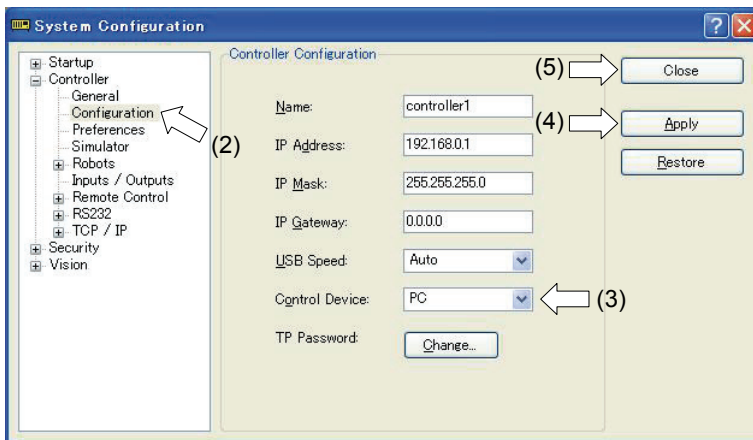 System Configuration
Startup
Controller
General
Configuration
Preferences
Simulator
Robots
Inputs / Outputs
Remote Control
RS232
TCP / IP
Security
Vision
(2)
Controller Configuration
Name: controller1
IP Address: 192.168.0.1
IP Mask: 255.255.255.0
IP Gateway: 0.0.0.0
USB Speed: Auto
Control Device: PC
(3)
TP Password: Change...
(5)
Close
(4)
Apply
Restore